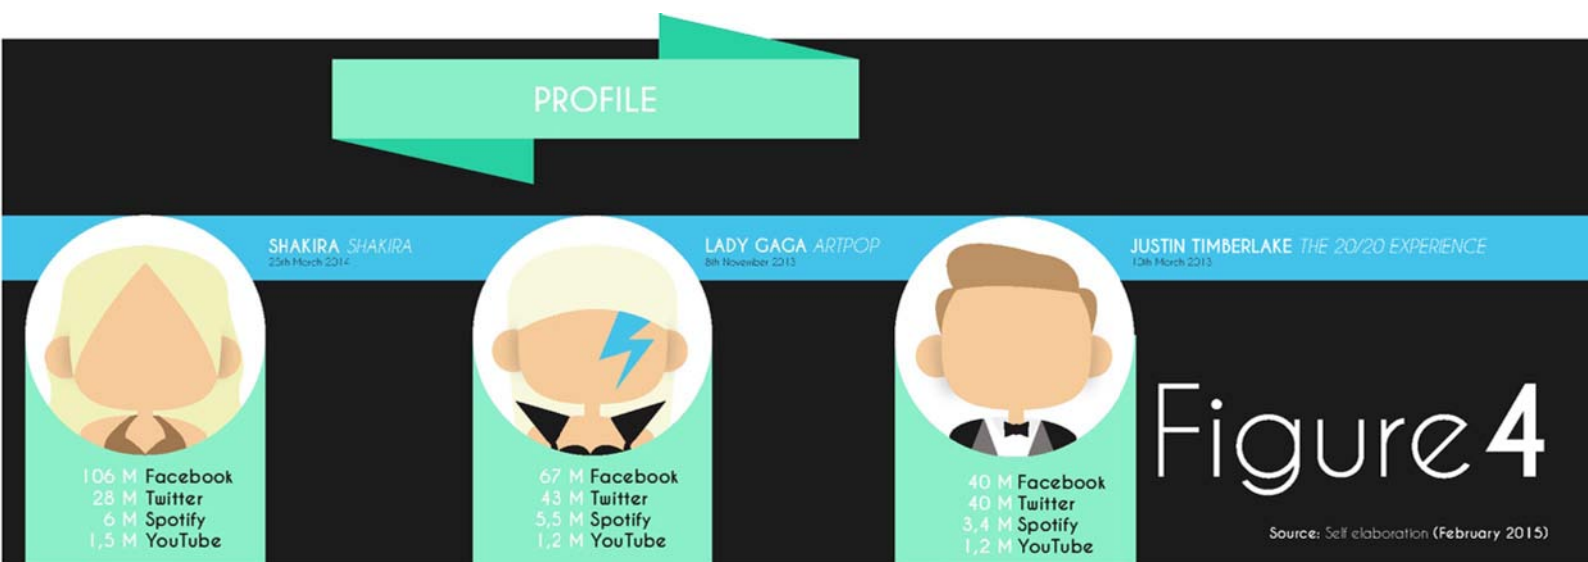 PROFILE
SHAKIRA SHAKIRA
25th March 2014
LADY GAGA ARTPOP
8th November 2013
JUSTIN TIMBERLAKE THE 20/20 EXPERIENCE
March 2013
106 M Facebook
28 M Twitter
6 M Spotify
1,5 M YouTube
67 M Facebook
43 M Twitter
5,5 M Spotify
1,2 M YouTube
40 M Facebook
40 M Twitter
3,4 M Spotify
1,2 M YouTube
Figure 4
Source: Self elaboration (February 2015)